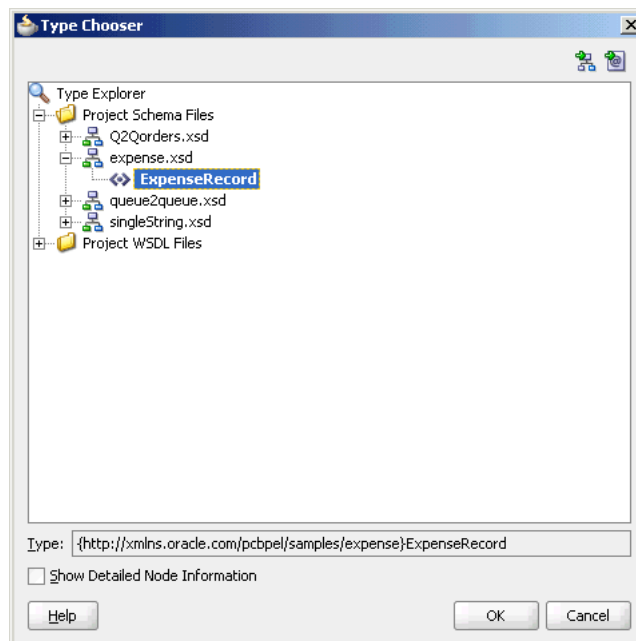 Type Chooser
Type Explorer
Project Schema Files
Q2Qorders.xsd
expense.xsd
ExpenseRecord
queue2queue.xsd
singleString.xsd
Project WSDL Files
Type: {http://xmlns.oracle.com/pcbpel/samples/expense}ExpenseRecord
Show Detailed Node Information
Help OK Cancel